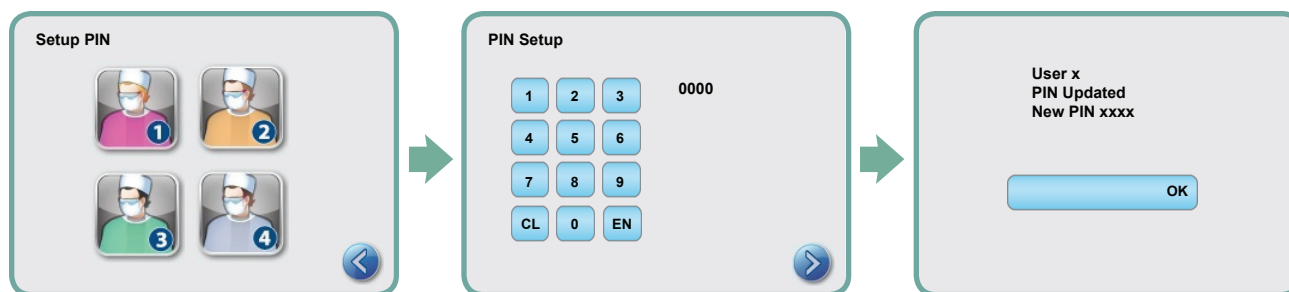 Setup PIN
1
2
3
4
PIN Setup
1 2 3
0000
4 5 6
7 8 9
CL 0 EN
User x
PIN Updated
New PIN xxxx
OK